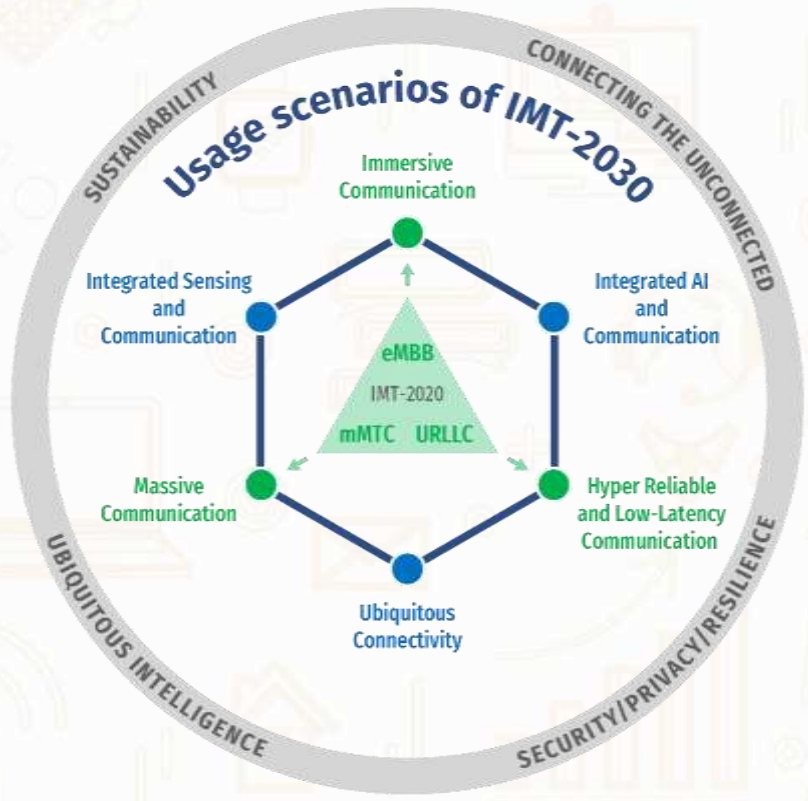 SUSTAINABILITY
CONNECTING THE UNCONNECTED
Usage scenarios of IMT-2030
Immersive
Communication
Integrated Sensing
and
Communication
Integrated AI
and
Communication
eMBB
IMT-2020
mMTC URLLC
Massive
Communication
Hyper Reliable
and Low-Latency
Communication
Ubiquitous
Connectivity
UBIQUITOUS INTELLIGENCE
SECURITY/PRIVACY/RESILIENCE